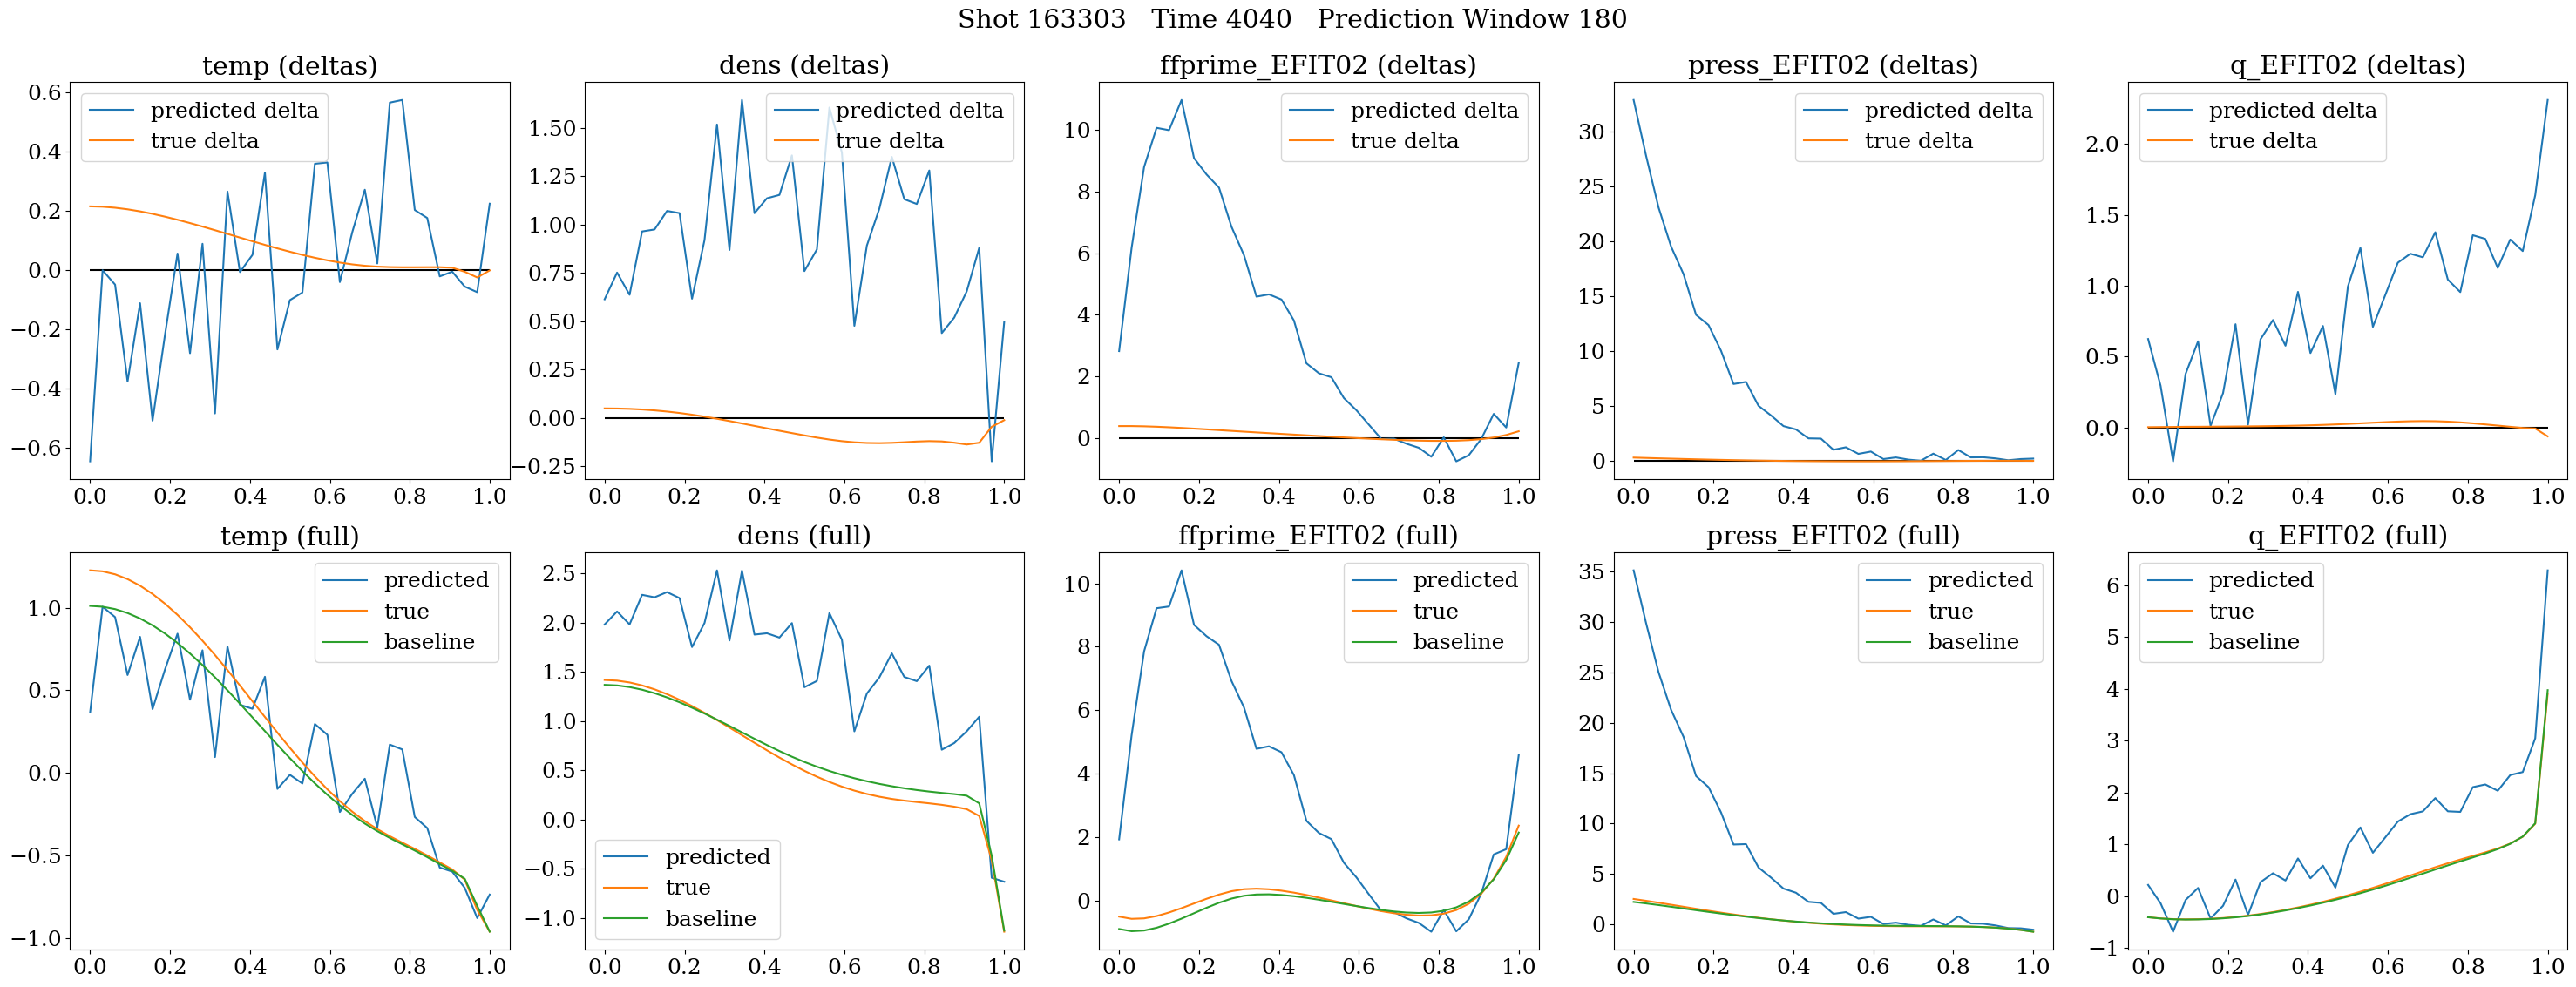 Shot 163303   Time 4040   Prediction Window 180
temp (deltas)
predicted delta
true delta
0.6
0.4
0.2
0.0
−0.2
−0.4
−0.6
0.0 0.2 0.4 0.6 0.8 1.0
dens (deltas)
predicted delta
true delta
1.50
1.25
1.00
0.75
0.50
0.25
0.00
−0.25
0.0 0.2 0.4 0.6 0.8 1.0
ffprime_EFIT02 (deltas)
predicted delta
true delta
10
8
6
4
2
0
0.0 0.2 0.4 0.6 0.8 1.0
press_EFIT02 (deltas)
predicted delta
true delta
30
25
20
15
10
5
0
0.0 0.2 0.4 0.6 0.8 1.0
q_EFIT02 (deltas)
predicted delta
true delta
2.0
1.5
1.0
0.5
0.0
0.0 0.2 0.4 0.6 0.8 1.0
temp (full)
predicted
true
baseline
1.0
0.5
0.0
−0.5
−1.0
0.0 0.2 0.4 0.6 0.8 1.0
dens (full)
2.5
2.0
1.5
1.0
0.5
0.0
−0.5
−1.0
predicted
true
baseline
0.0 0.2 0.4 0.6 0.8 1.0
ffprime_EFIT02 (full)
predicted
true
baseline
10
8
6
4
2
0
0.0 0.2 0.4 0.6 0.8 1.0
press_EFIT02 (full)
predicted
true
baseline
35
30
25
20
15
10
5
0
0.0 0.2 0.4 0.6 0.8 1.0
q_EFIT02 (full)
predicted
true
baseline
6
5
4
3
2
1
0
−1
0.0 0.2 0.4 0.6 0.8 1.0